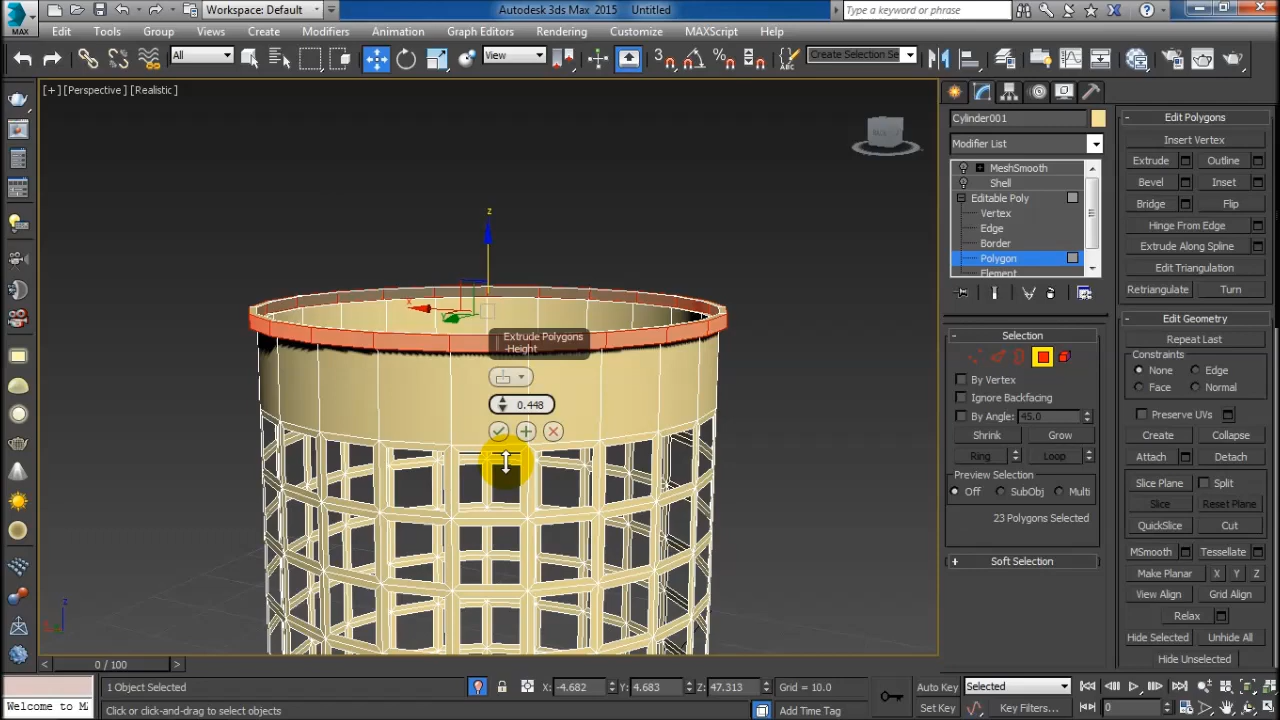 Workspace: Default
Autodesk 3ds Max 2015 Untitled
Type a keyword or phrase
MAX
Edit Tools Group Views Create Modifiers Animation Graph Editors Rendering Customize MAXScript Help
All
View
3
Create Selection Se
[+] [Perspective] [Realistic]
z
x
Extrude Polygons
-Height
0.448
Cylinder001
Modifier List
MeshSmooth
Shell
Editable Poly
Vertex
Edge
Border
Polygon
Element
Selection
By Vertex
Ignore Backfacing
By Angle: 45.0
Shrink Grow
Ring Loop
Preview Selection
Off SubObj Multi
23 Polygons Selected
Soft Selection
Edit Polygons
Insert Vertex
Extrude Outline
Bevel Inset
Bridge Flip
Hinge From Edge
Extrude Along Spline
Edit Triangulation
Retriangulate Turn
Edit Geometry
Repeat Last
Constraints
None Edge
Face Normal
Preserve UVs
Create Collapse
Attach Detach
Slice Plane Split
Slice Reset Plane
QuickSlice Cut
MSmooth Tessellate
Make Planar X Y Z
View Align Grid Align
Relax
Hide Selected Unhide All
Hide Unselected
0 / 100
1 Object Selected
X: -4.682 Y: 4.683 Z: 47.313 Grid = 10.0
Auto Key Selected
Welcome to M
Click or click-and-drag to select objects
Add Time Tag
Set Key Key Filters... 0